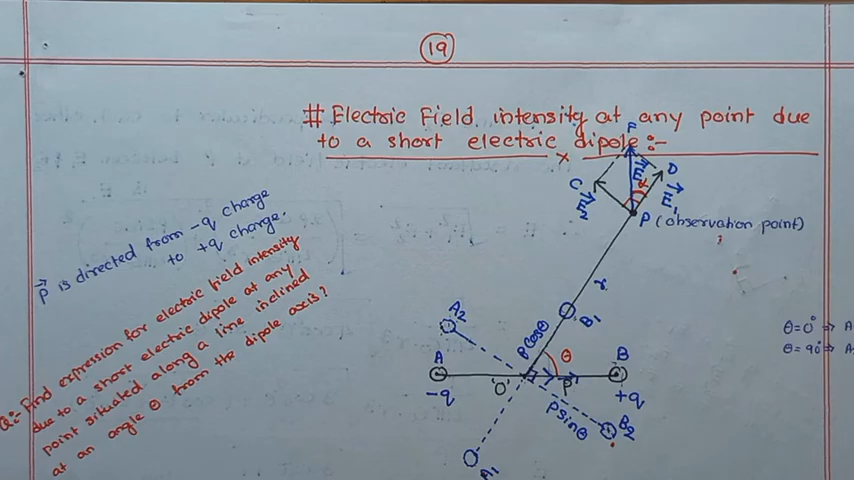 19
# Electric Field intensity at any point due
to a short electric dipole :-
x
P⃗ is directed from -q charge
to +q charge.
Q:- Find expression for electric field intensity
due to a short electric dipole at any
point situated along a line inclined
at an angle θ from the dipole axis?
F
E⃗
α
D
E⃗₁
C
E⃗₂
P (observation point)
r
B₁
A₂
PCosθ
θ
θ=0° ⇒ A
θ=90° ⇒ A
A
B
'O'
P⃗
-q
+q
PSinθ
B₂
A₁